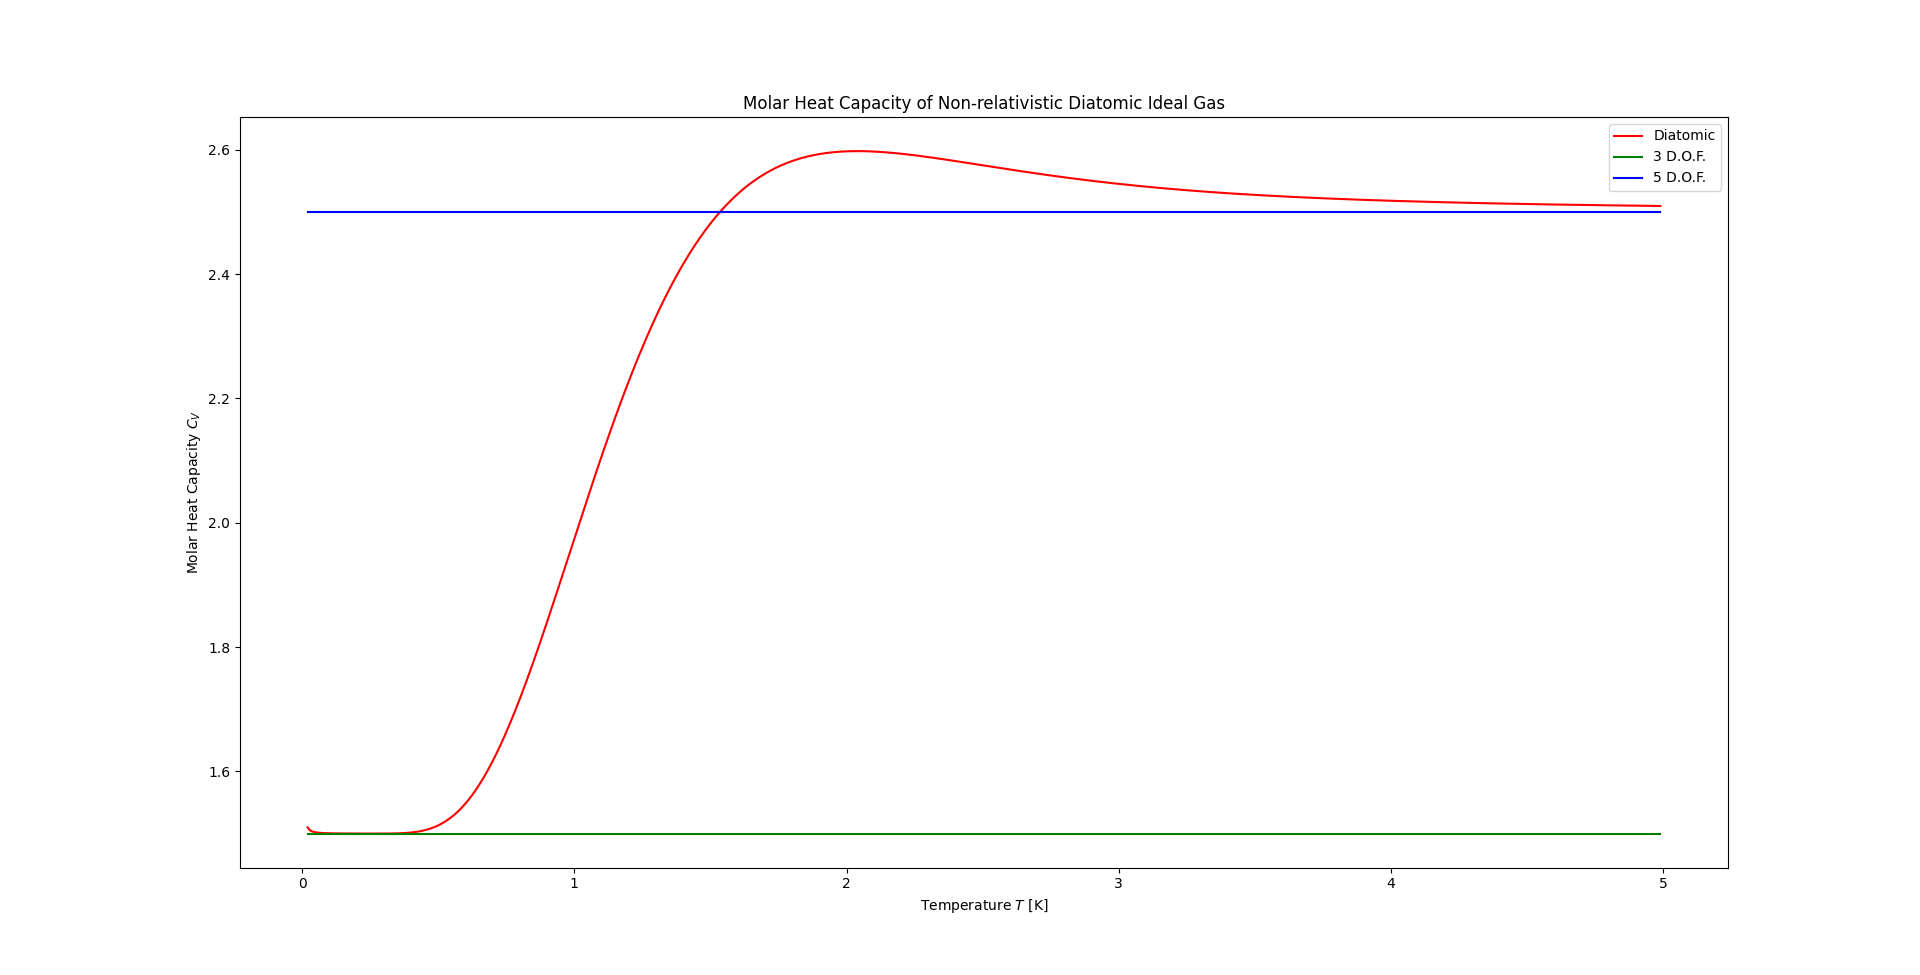 Molar Heat Capacity of Non-relativistic Diatomic Ideal Gas
Diatomic
3 D.O.F.
5 D.O.F.
2.6
2.4
2.2
2.0
1.8
1.6
Molar Heat Capacity C_V
0 1 2 3 4 5
Temperature T [K]